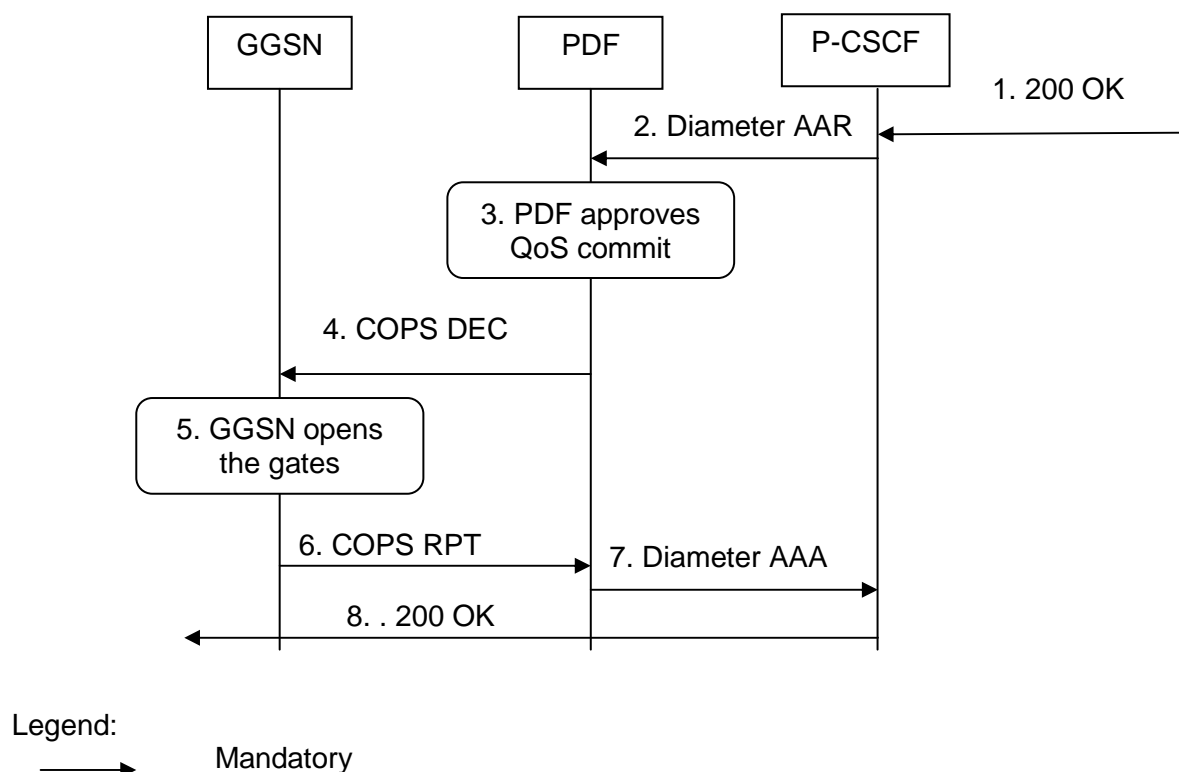 GGSN
PDF
P-CSCF
1. 200 OK
2. Diameter AAR
3. PDF approves
QoS commit
4. COPS DEC
5. GGSN opens
the gates
6. COPS RPT
7. Diameter AAA
8. . 200 OK
Legend:
Mandatory